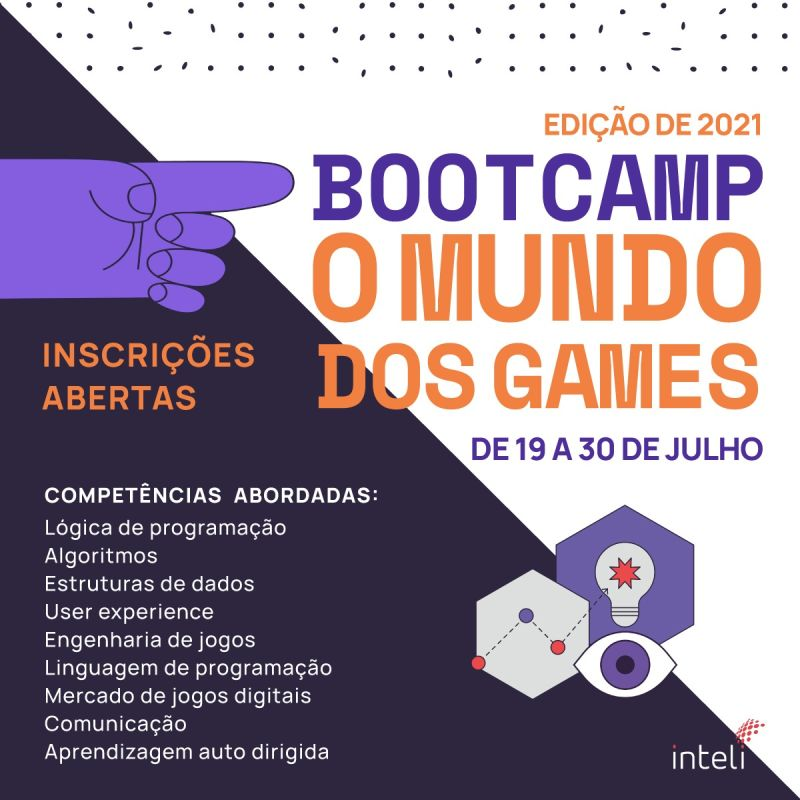 EDIÇÃO DE 2021
BOOTCAMP
O MUNDO
DOS GAMES
DE 19 A 30 DE JULHO
INSCRIÇÕES
ABERTAS
COMPETÊNCIAS ABORDADAS:
Lógica de programação
Algoritmos
Estruturas de dados
User experience
Engenharia de jogos
Linguagem de programação
Mercado de jogos digitais
Comunicação
Aprendizagem auto dirigida
inteli